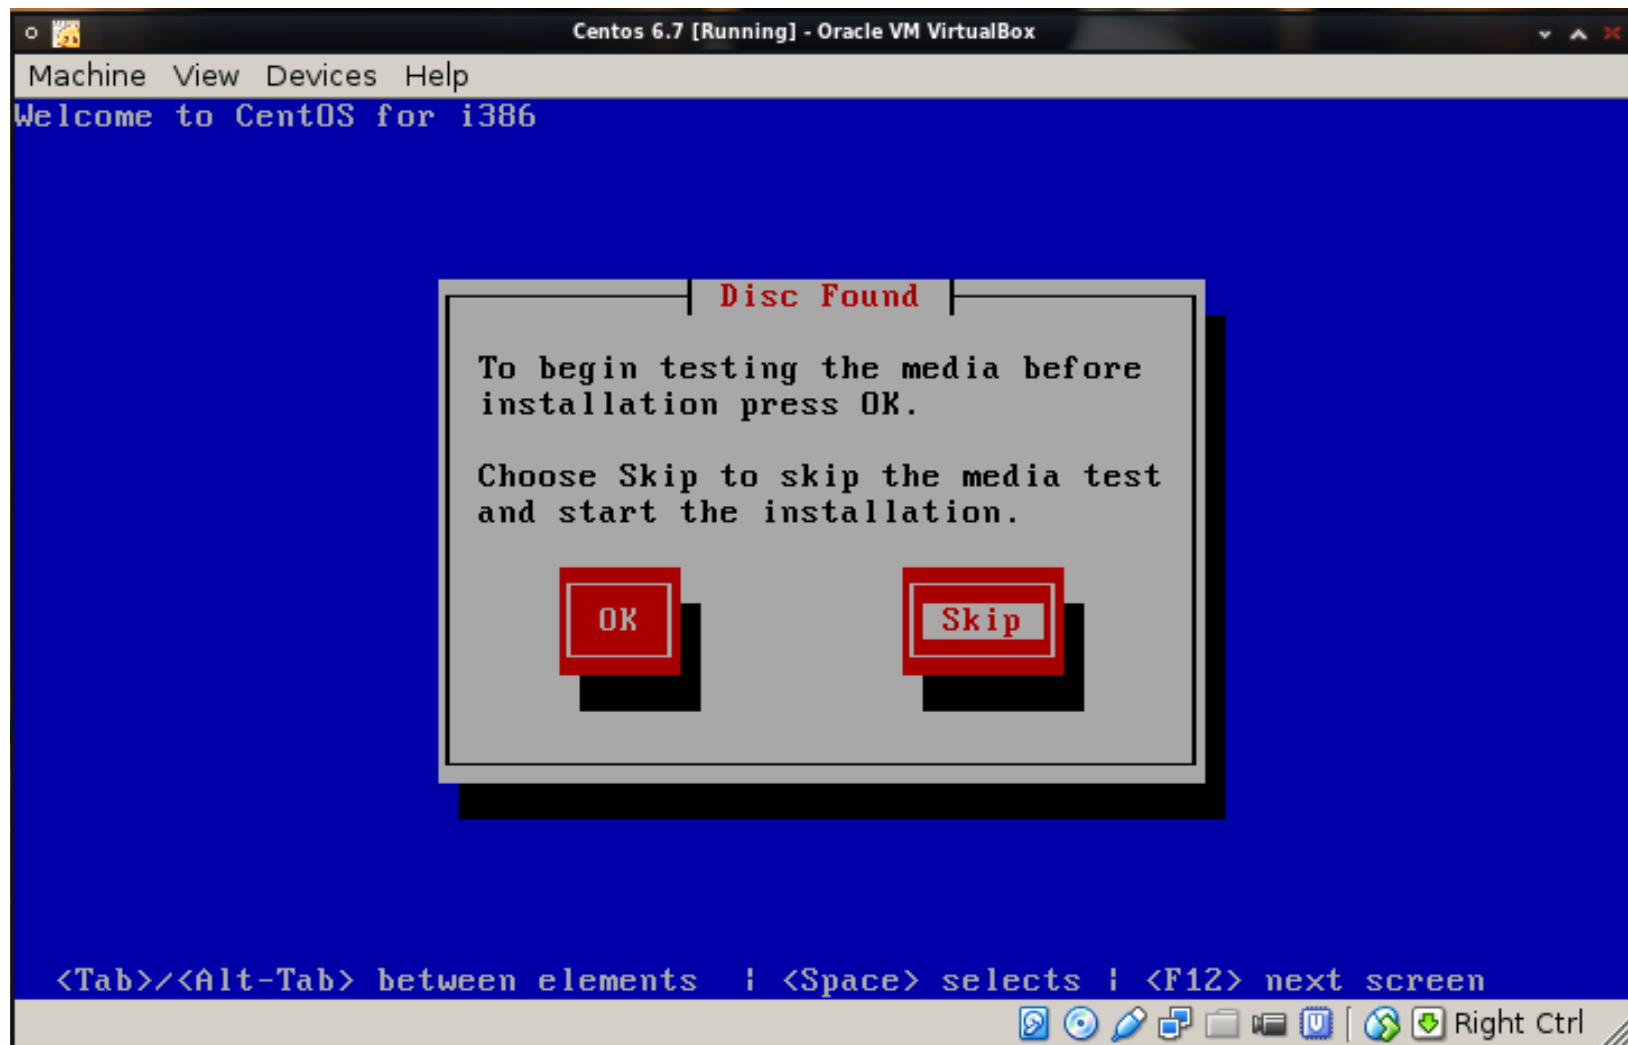 Centos 6.7 [Running] - Oracle VM VirtualBox
Machine View Devices Help
Welcome to CentOS for i386
Disc Found
To begin testing the media before
installation press OK.
Choose Skip to skip the media test
and start the installation.
OK Skip
<Tab>/<Alt-Tab> between elements | <Space> selects | <F12> next screen
Right Ctrl